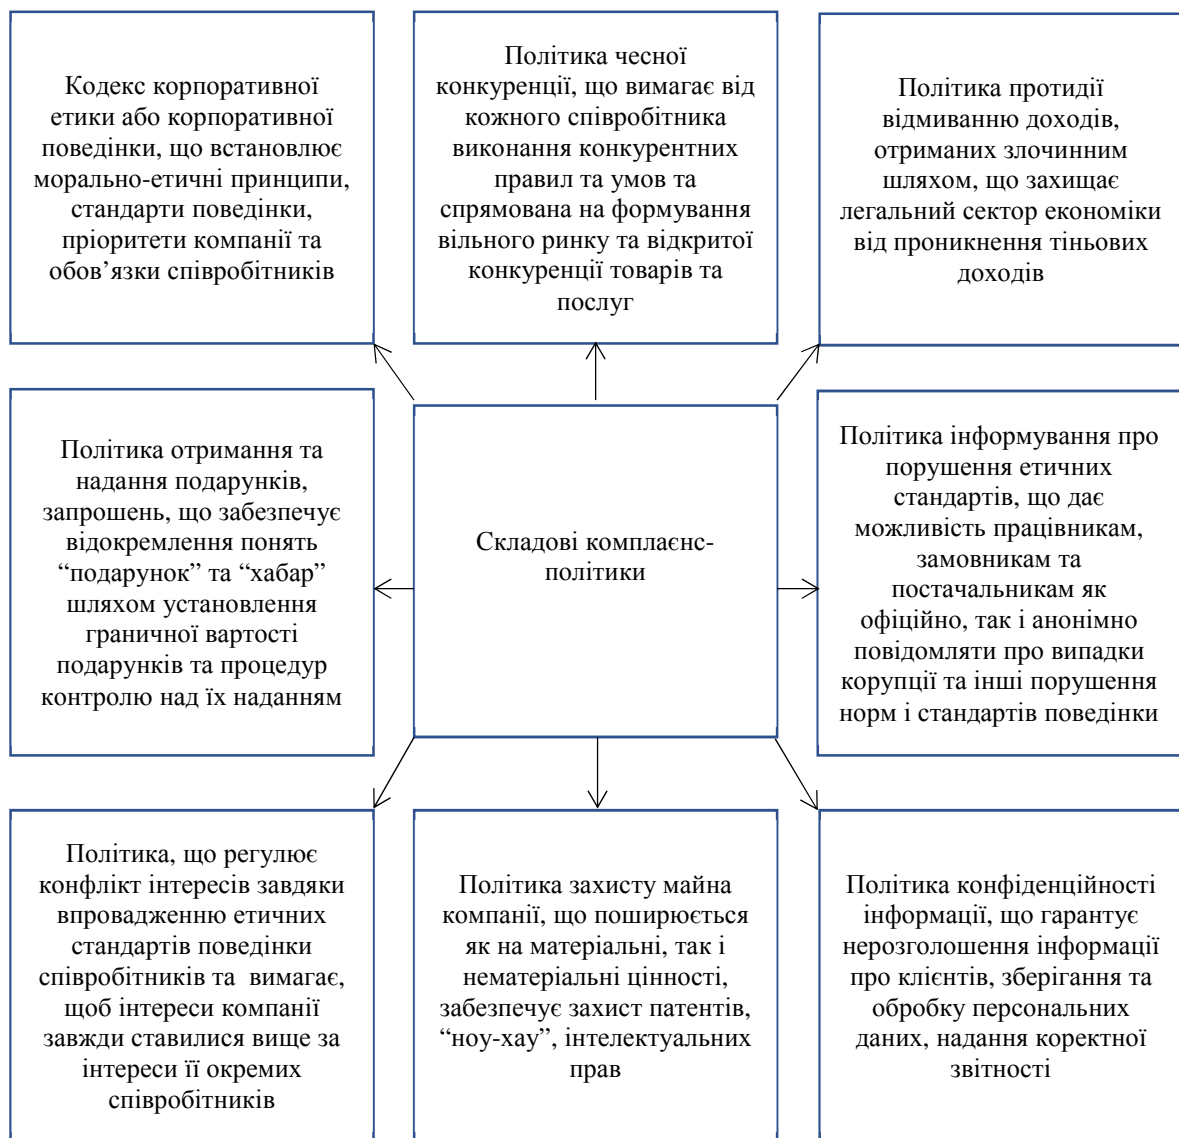 Кодекс корпоративної
етики або корпоративної
поведінки, що встановлює
морально-етичні принципи,
стандарти поведінки,
пріоритети компанії та
обов’язки співробітників
Політика чесної
конкуренції, що вимагає від
кожного співробітника
виконання конкурентних
правил та умов та
спрямована на формування
вільного ринку та відкритої
конкуренції товарів та
послуг
Політика протидії
відмиванню доходів,
отриманих злочинним
шляхом, що захищає
легальний сектор економіки
від проникнення тіньових
доходів
Політика отримання та
надання подарунків,
запрошень, що забезпечує
відокремлення понять
“подарунок” та “хабар”
шляхом установлення
граничної вартості
подарунків та процедур
контролю над їх наданням
Складові комплаєнс-
політики
Політика інформування про
порушення етичних
стандартів, що дає
можливість працівникам,
замовникам та
постачальникам як
офіційно, так і анонімно
повідомляти про випадки
корупції та інші порушення
норм і стандартів поведінки
Політика, що регулює
конфлікт інтересів завдяки
впровадженню етичних
стандартів поведінки
співробітників та вимагає,
щоб інтереси компанії
завжди ставилися вище за
інтереси її окремих
співробітників
Політика захисту майна
компанії, що поширюється
як на матеріальні, так і
нематеріальні цінності,
забезпечує захист патентів,
“ноу-хау”, інтелектуальних
прав
Політика конфіденційності
інформації, що гарантує
нерозголошення інформації
про клієнтів, зберігання та
обробку персональних
даних, надання коректної
звітності